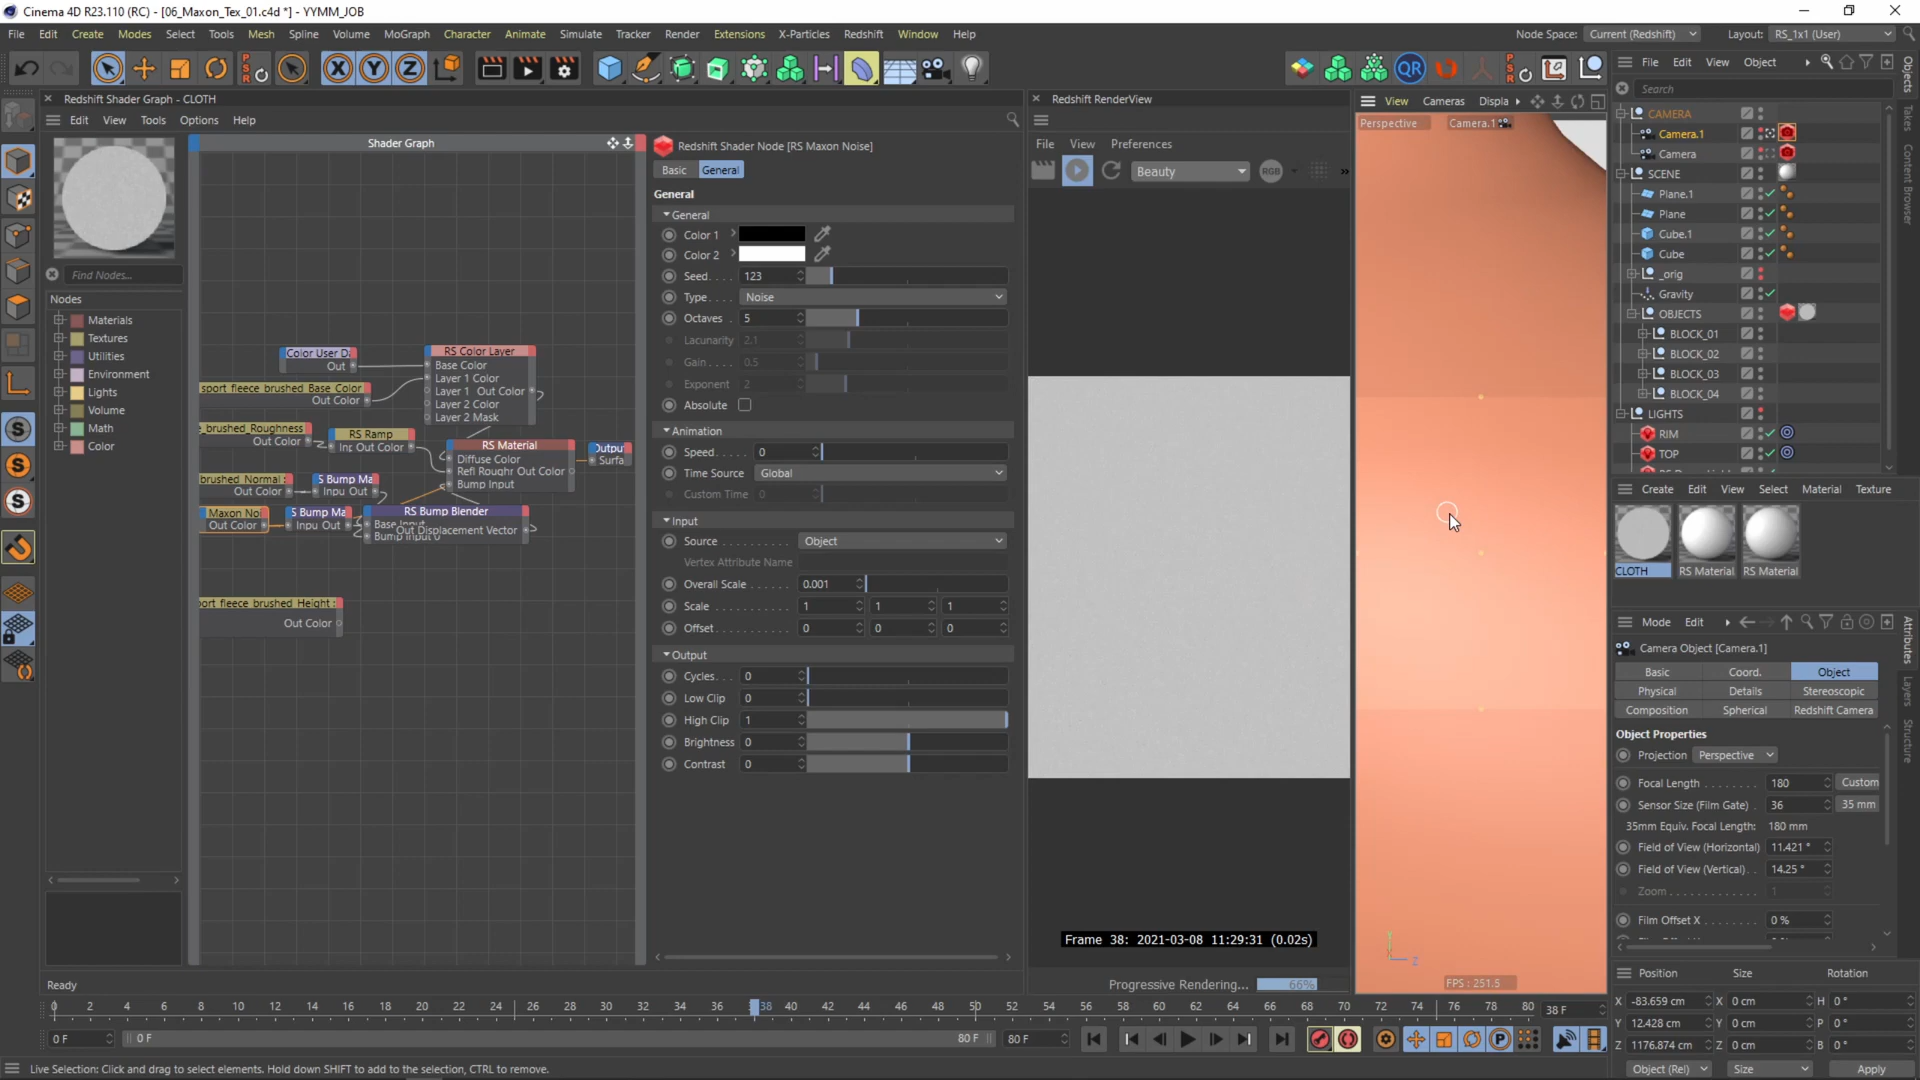 Cinema 4D R23.110 (RC) - [06_Maxon_Tex_01.c4d *] - YYMM_JOB
File Edit Create Modes Select Tools Mesh Spline Volume MoGraph Character Animate Simulate Tracker Render Extensions X-Particles Redshift Window Help
Node Space: Current (Redshift) Layout: RS_1x1 (User)
File Edit View Object
Search
Redshift Shader Graph - CLOTH
Edit View Tools Options Help
Shader Graph
Find Nodes...
Nodes
Materials
Textures
Utilities
Environment
Lights
Volume
Math
Color
Color User Da
Out
RS Color Layer
Base Color
Layer 1 Color
Layer 1 Out Color
Layer 2 Color
Layer 2 Mask
sport fleece brushed Base Color
Out Color
e_brushed_Roughness
Out Color
RS Ramp
Inp Out Color
RS Material
Diffuse Color
Refl Roughr Out Color
Bump Input
Output
Surfa
brushed Normal
Out Color
S Bump Ma
Inpu Out
Maxon Noi
Out Color
S Bump Ma
Inpu Out
RS Bump Blender
Base Input
Out Displacement Vector
Bump Input 0
ort fleece brushed Height
Out Color
Redshift Shader Node [RS Maxon Noise]
Basic General
General
General
Color 1
Color 2
Seed 123
Type Noise
Octaves 5
Lacunarity 2.1
Gain 0.5
Exponent 2
Absolute
Animation
Speed 0
Time Source Global
Custom Time 0
Input
Source Object
Vertex Attribute Name
Overall Scale 0.001
Scale 1 1 1
Offset 0 0 0
Output
Cycles 0
Low Clip 0
High Clip 1
Brightness 0
Contrast 0
Redshift RenderView
File View Preferences
Beauty RGB
Frame 38: 2021-03-08 11:29:31 (0.02s)
Progressive Rendering... 66%
View Cameras Displa
Perspective Camera.1
Y
Z
FPS : 251.5
CAMERA
Camera.1
Camera
SCENE
Plane.1
Plane
Cube.1
Cube
_orig
Gravity
OBJECTS
BLOCK_01
BLOCK_02
BLOCK_03
BLOCK_04
LIGHTS
RIM
TOP
Objects
Takes
Content Browser
Create Edit View Select Material Texture
CLOTH RS Material RS Material
Mode Edit
Camera Object [Camera.1]
Basic Coord. Object
Physical Details Stereoscopic
Composition Spherical Redshift Camera
Object Properties
Projection Perspective
Focal Length 180 Custom
Sensor Size (Film Gate) 36 35 mm
35mm Equiv. Focal Length: 180 mm
Field of View (Horizontal) 11.421 °
Field of View (Vertical) 14.25 °
Zoom 1
Film Offset X 0 %
Attributes
Layers
Structure
Ready
0 2 4 6 8 10 12 14 16 18 20 22 24 26 28 30 32 34 36 38 40 42 44 46 48 50 52 54 56 58 60 62 64 66 68 70 72 74 76 78 80 38 F
0 F 0 F 80 F 80 F
Position Size Rotation
X -83.659 cm X 0 cm H 0 °
Y 12.428 cm Y 0 cm P 0 °
Z 1176.874 cm Z 0 cm B 0 °
Object (Rel) Size Apply
Live Selection: Click and drag to select elements. Hold down SHIFT to add to the selection, CTRL to remove.